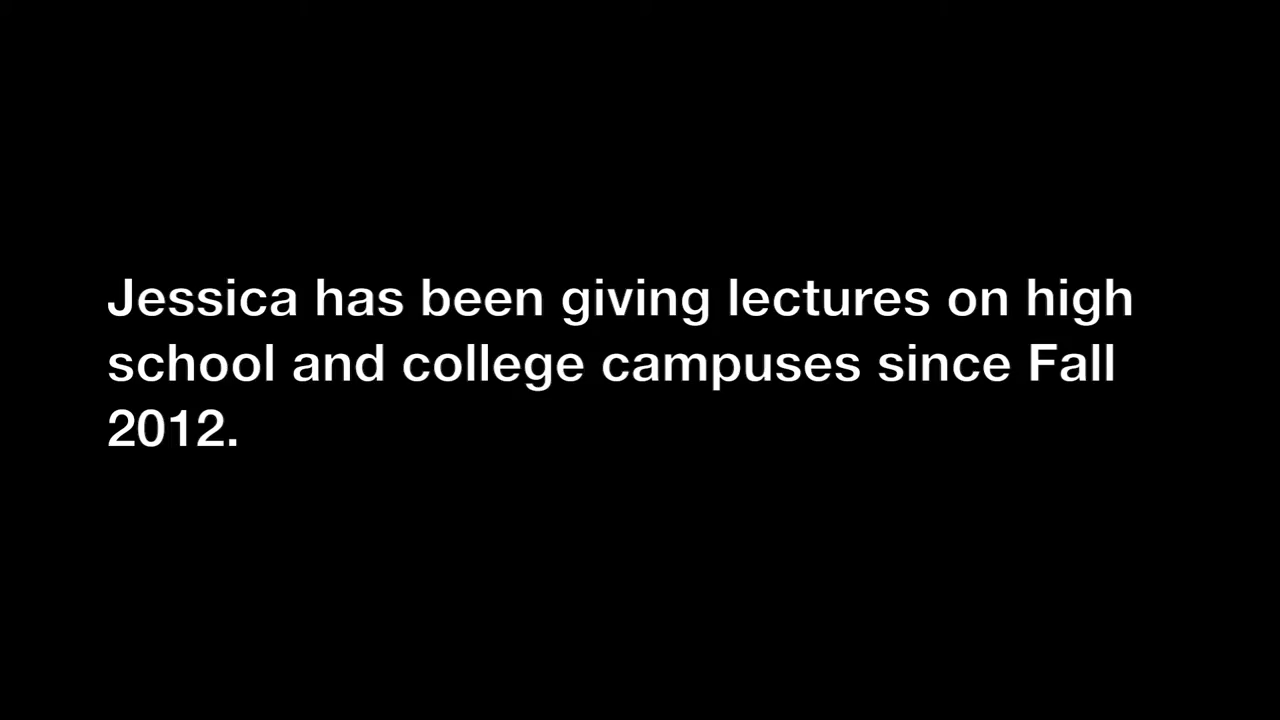 Jessica has been giving lectures on high
school and college campuses since Fall
2012.